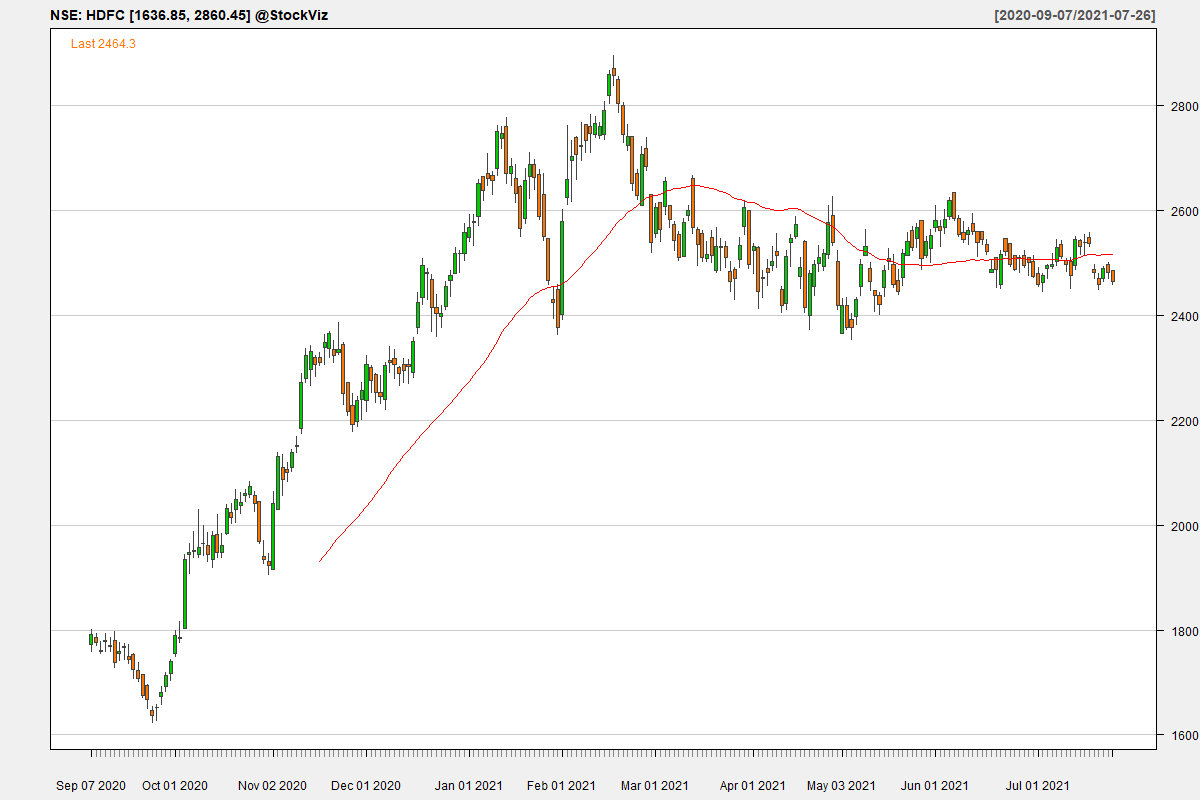 NSE: HDFC [1636.85, 2860.45] @StockViz
[2020-09-07/2021-07-26]
Last 2464.3
2800
2600
2400
2200
2000
1800
1600
Sep 07 2020 Oct 01 2020 Nov 02 2020 Dec 01 2020 Jan 01 2021 Feb 01 2021 Mar 01 2021 Apr 01 2021 May 03 2021 Jun 01 2021 Jul 01 2021